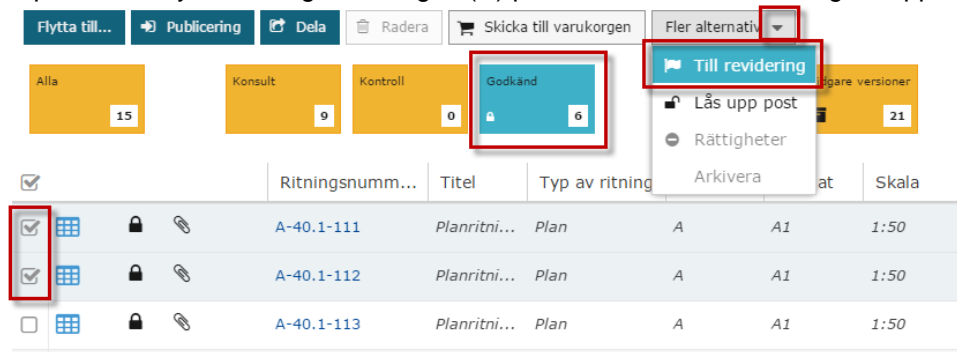 Flytta till... Publicering Dela Radera Skicka till varukorgen Fler alternativ
Till revidering
Alla Konsult Kontroll Godkänd versioner
Lås upp post
15 9 0 6 21
Rättigheter
Arkivera
Ritningsnumm... Titel Typ av ritning at Skala
A-40.1-111 Planritni... Plan A A1 1:50
A-40.1-112 Planritni... Plan A A1 1:50
A-40.1-113 Planritni... Plan A A1 1:50